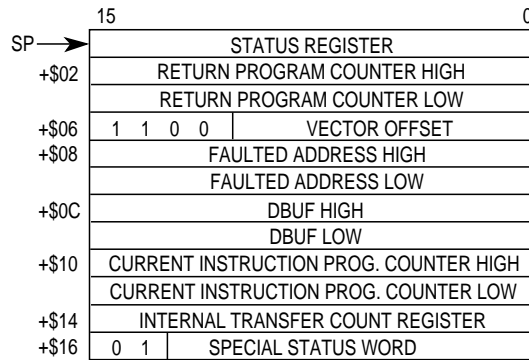 15 0
SP STATUS REGISTER
+$02 RETURN PROGRAM COUNTER HIGH
RETURN PROGRAM COUNTER LOW
+$06 1 1 0 0 VECTOR OFFSET
+$08 FAULTED ADDRESS HIGH
FAULTED ADDRESS LOW
+$0C DBUF HIGH
DBUF LOW
+$10 CURRENT INSTRUCTION PROG. COUNTER HIGH
CURRENT INSTRUCTION PROG. COUNTER LOW
+$14 INTERNAL TRANSFER COUNT REGISTER
+$16 0 1 SPECIAL STATUS WORD